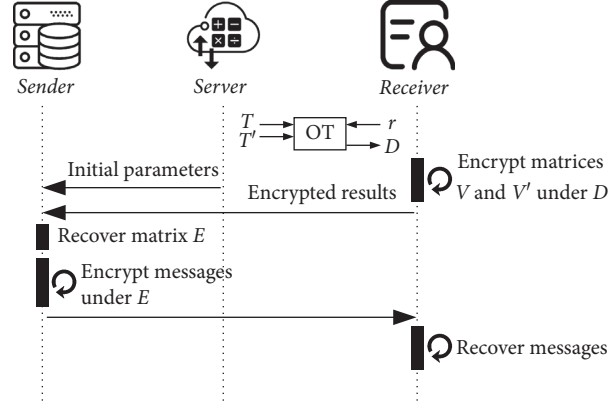 Sender
Server
Receiver
T
T′
OT
r
D
Initial parameters
Encrypt matrices
V and V′ under D
Encrypted results
Recover matrix E
Encrypt messages
under E
Recover messages